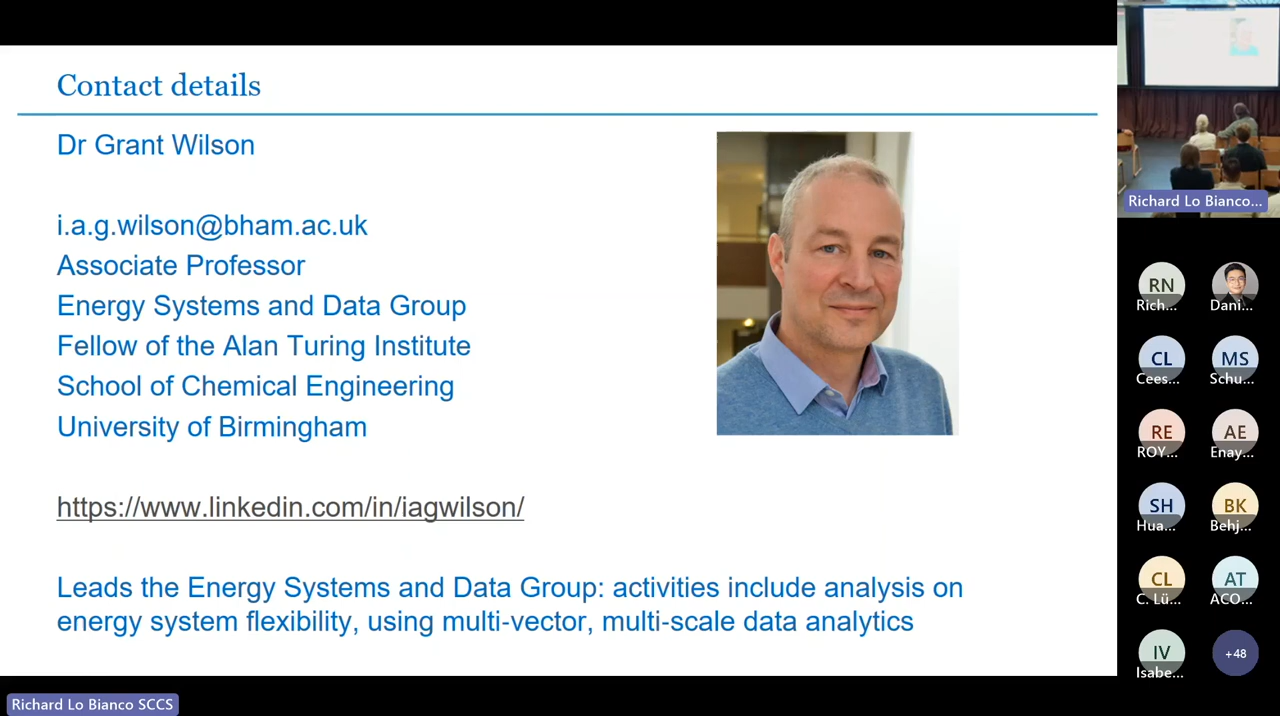 Contact details
Dr Grant Wilson
i.a.g.wilson@bham.ac.uk
Associate Professor
Energy Systems and Data Group
Fellow of the Alan Turing Institute
School of Chemical Engineering
University of Birmingham
https://www.linkedin.com/in/iagwilson/
Leads the Energy Systems and Data Group: activities include analysis on
energy system flexibility, using multi-vector, multi-scale data analytics
Richard Lo Bianco SCCS
Richard Lo Bianco...
RN
Rich...
Dani...
CL
Cees...
MS
Schu...
RE
ROY...
AE
Enay...
SH
Hua...
BK
Behj...
CL
C. Lü...
AT
ACO...
IV
Isabe...
+48